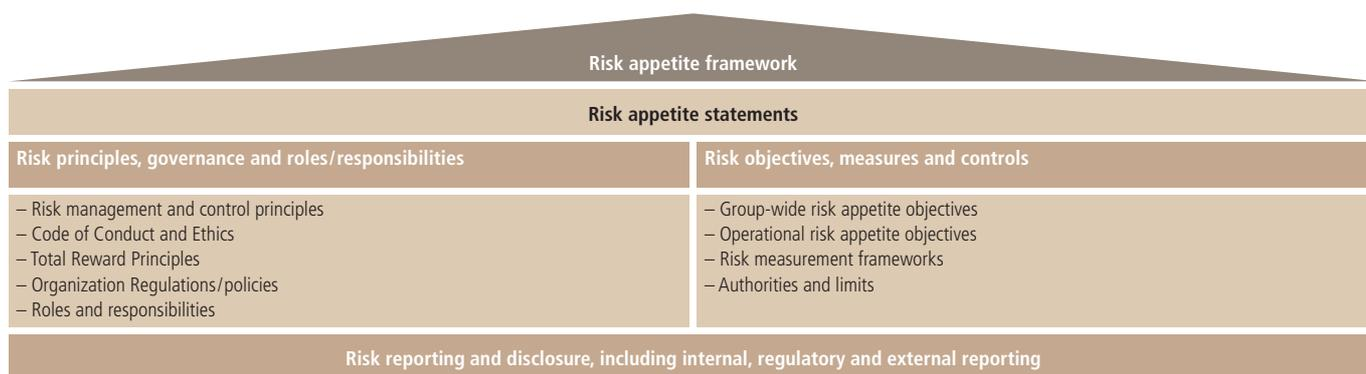 Risk appetite framework
Risk appetite statements
Risk principles, governance and roles/responsibilities
Risk objectives, measures and controls
– Risk management and control principles
– Code of Conduct and Ethics
– Total Reward Principles
– Organization Regulations/policies
– Roles and responsibilities
– Group-wide risk appetite objectives
– Operational risk appetite objectives
– Risk measurement frameworks
– Authorities and limits
Risk reporting and disclosure, including internal, regulatory and external reporting